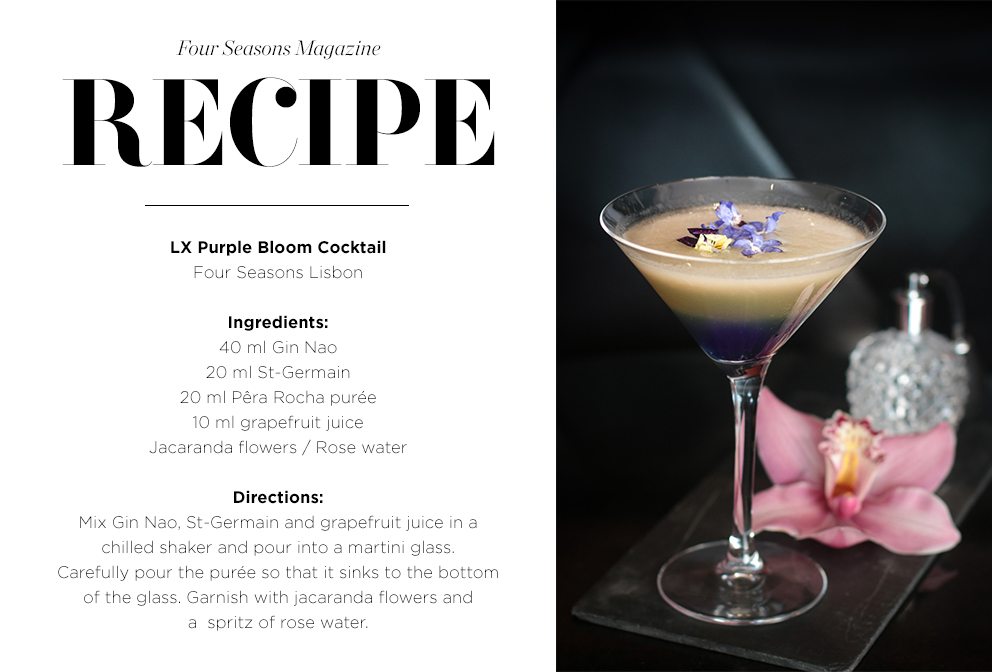 Four Seasons Magazine
RECIPE
LX Purple Bloom Cocktail
Four Seasons Lisbon
Ingredients:
40 ml Gin Nao
20 ml St-Germain
20 ml Pêra Rocha purée
10 ml grapefruit juice
Jacaranda flowers / Rose water
Directions:
Mix Gin Nao, St-Germain and grapefruit juice in a
chilled shaker and pour into a martini glass.
Carefully pour the purée so that it sinks to the bottom
of the glass. Garnish with jacaranda flowers and
a  spritz of rose water.